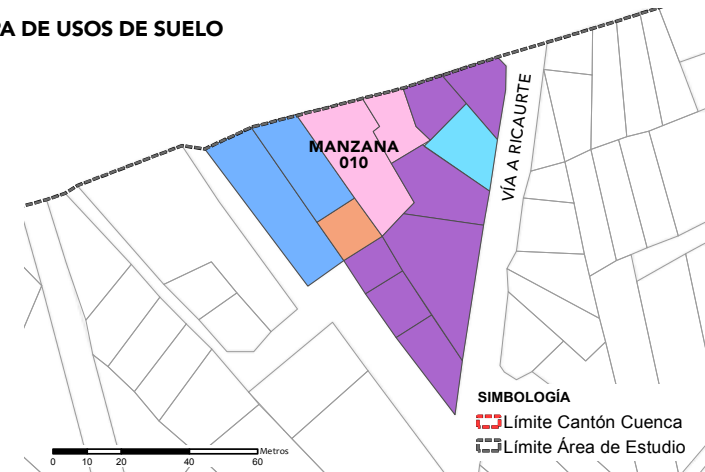 PA DE USOS DE SUELO
MANZANA
010
VÍA A RICAURTE
SIMBOLOGÍA
Límite Cantón Cuenca
Límite Área de Estudio
Metros
0 10 20 40 60